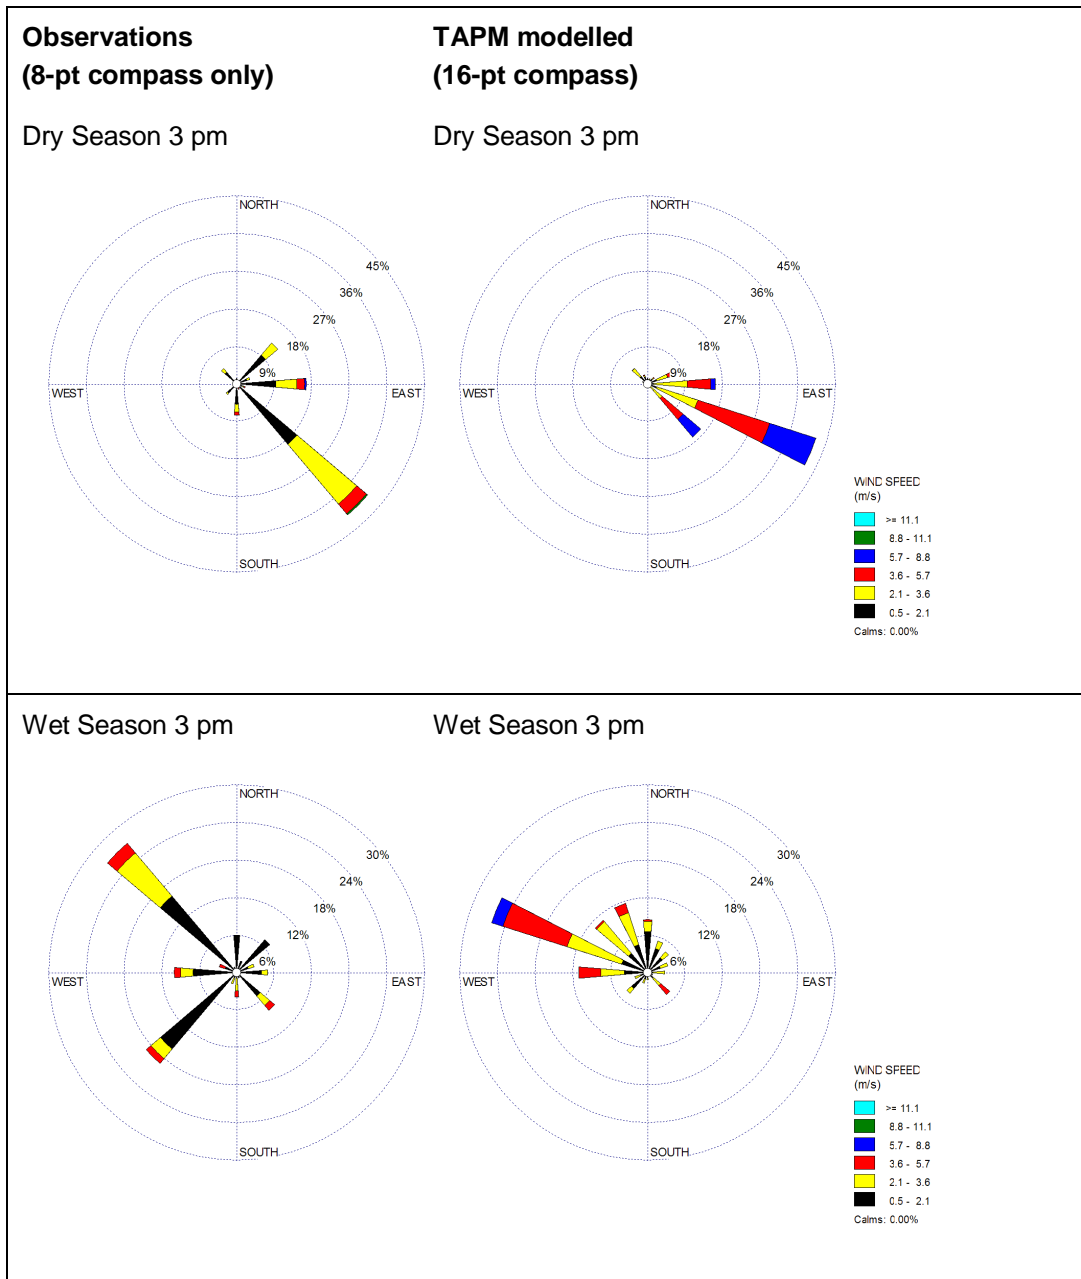 Observations
(8-pt compass only)
TAPM modelled
(16-pt compass)
Dry Season 3 pm
Dry Season 3 pm
NORTH
45%
36%
27%
18%
9%
WEST
EAST
SOUTH
NORTH
45%
36%
27%
18%
9%
WEST
EAST
SOUTH
WIND SPEED
(m/s)
>= 11.1
8.8 - 11.1
5.7 - 8.8
3.6 - 5.7
2.1 - 3.6
0.5 - 2.1
Calms: 0.00%
Wet Season 3 pm
Wet Season 3 pm
NORTH
30%
24%
18%
12%
6%
WEST
EAST
SOUTH
NORTH
30%
24%
18%
12%
6%
WEST
EAST
SOUTH
WIND SPEED
(m/s)
>= 11.1
8.8 - 11.1
5.7 - 8.8
3.6 - 5.7
2.1 - 3.6
0.5 - 2.1
Calms: 0.00%